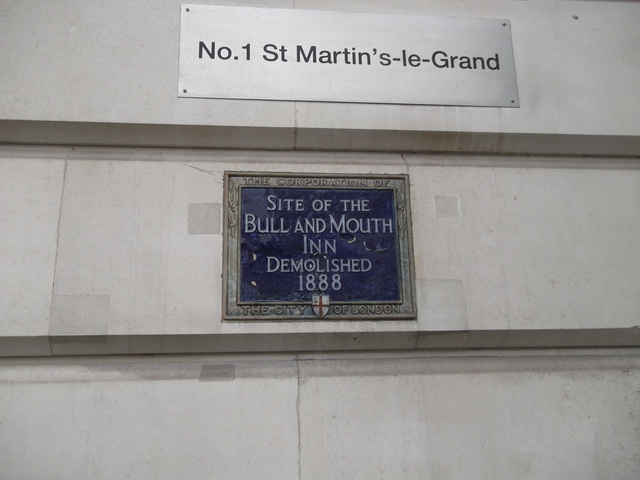 No.1 St Martin's-le-Grand
THE CORPORATION OF
SITE OF THE
BULL AND MOUTH
INN
DEMOLISHED
1888
THE CITY OF LONDON